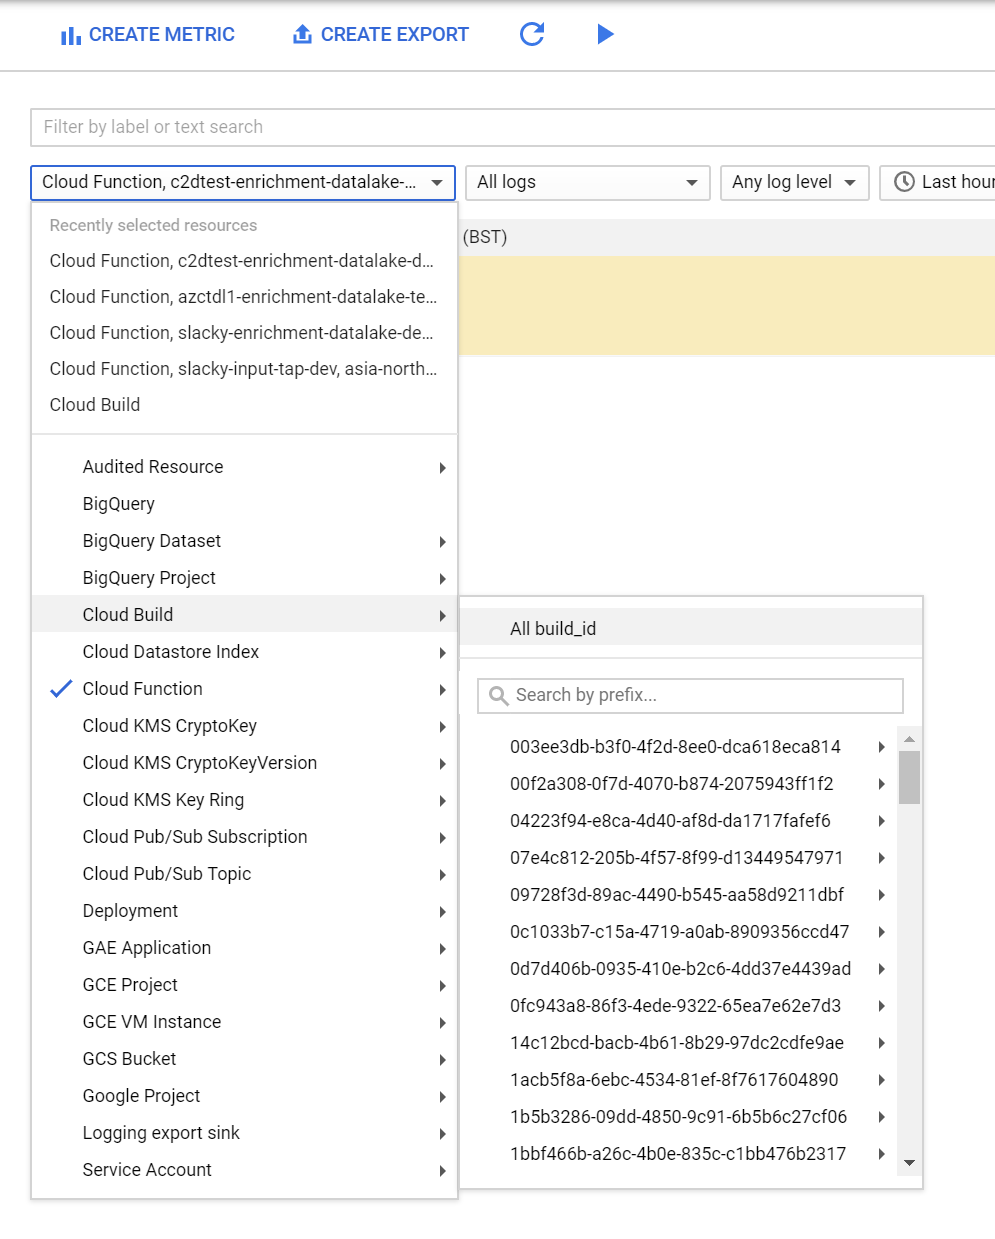 CREATE METRIC CREATE EXPORT
Filter by label or text search
Cloud Function, c2dtest-enrichment-datalake-... All logs Any log level Last hour
Recently selected resources
(BST)
Cloud Function, c2dtest-enrichment-datalake-d...
Cloud Function, azctdl1-enrichment-datalake-te...
Cloud Function, slacky-enrichment-datalake-de...
Cloud Function, slacky-input-tap-dev, asia-north...
Cloud Build
Audited Resource
BigQuery
BigQuery Dataset
BigQuery Project
Cloud Build
Cloud Datastore Index
Cloud Function
Cloud KMS CryptoKey
Cloud KMS CryptoKeyVersion
Cloud KMS Key Ring
Cloud Pub/Sub Subscription
Cloud Pub/Sub Topic
Deployment
GAE Application
GCE Project
GCE VM Instance
GCS Bucket
Google Project
Logging export sink
Service Account
All build_id
Search by prefix...
003ee3db-b3f0-4f2d-8ee0-dca618eca814
00f2a308-0f7d-4070-b874-2075943ff1f2
04223f94-e8ca-4d40-af8d-da1717fafef6
07e4c812-205b-4f57-8f99-d13449547971
09728f3d-89ac-4490-b545-aa58d9211dbf
0c1033b7-c15a-4719-a0ab-8909356ccd47
0d7d406b-0935-410e-b2c6-4dd37e4439ad
0fc943a8-86f3-4ede-9322-65ea7e62e7d3
14c12bcd-bacb-4b61-8b29-97dc2cdfe9ae
1acb5f8a-6ebc-4534-81ef-8f7617604890
1b5b3286-09dd-4850-9c91-6b5b6c27cf06
1bbf466b-a26c-4b0e-835c-c1bb476b2317